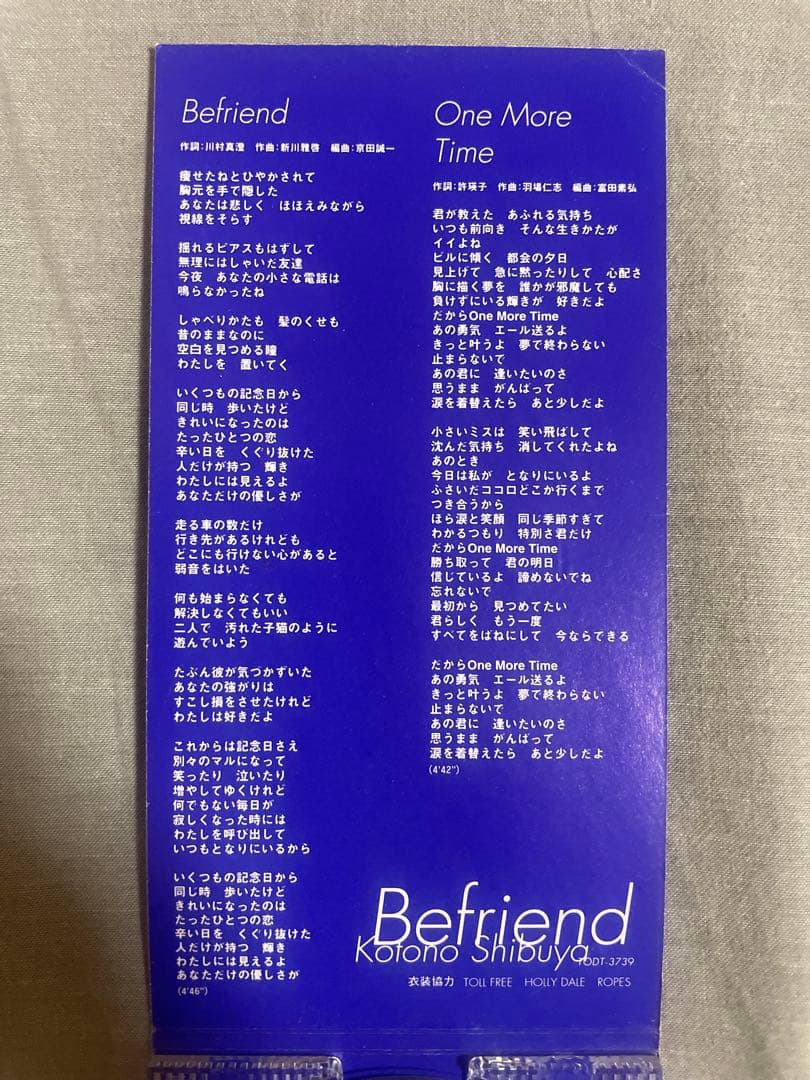 Befriend
作詞:川村真澄 作曲:新川雅啓 編曲:京田誠一
痩せたねとひやかされて
胸元を手で隠した
あなたは悲しく ほほえみながら
視線をそらす
揺れるピアスもはずして
無理にはしゃいだ友達
今夜 あなたの小さな電話は
鳴らなかったね
しゃべりかたも 髪のくせも
昔のままなのに
空白を見つめる瞳
わたしを 置いてく
いくつもの記念日から
同じ時 歩いたけど
きれいになったのは
たったひとつの恋
辛い日を くぐり抜けた
人だけが持つ 輝き
わたしには見えるよ
あなただけの優しさが
走る車の数だけ
行き先があるけれども
どこにも行けない心があると
弱音をはいた
何も始まらなくても
解決しなくてもいい
二人で 汚れた子猫のように
遊んでいよう
たぶん彼が気づかずいた
あなたの強がりは
すこし損をさせたけれど
わたしは好きだよ
これからは記念日さえ
別々のマルになって
笑ったり 泣いたり
増やしてゆくけれど
何でもない毎日が
寂しくなった時には
わたしを呼び出して
いつもとなりにいるから
いくつもの記念日から
同じ時 歩いたけど
きれいになったのは
たったひとつの恋
辛い日を くぐり抜けた
人だけが持つ 輝き
わたしには見えるよ
あなただけの優しさが
(4'46")
One More
Time
作詞:許瑛子 作曲:羽場仁志 編曲:富田素弘
君が教えた あふれる気持ち
いつも前向き そんな生きかたが
イイよね
ビルに傾く 都会の夕日
見上げて 急に黙ったりして 心配さ
胸に描く夢を 誰かが邪魔しても
負けずにいる輝きが 好きだよ
だからOne More Time
あの勇気 エール送るよ
きっと叶うよ 夢で終わらない
止まらないで
あの君に 逢いたいのさ
思うまま がんばって
涙を着替えたら あと少しだよ
小さいミスは 笑い飛ばして
沈んだ気持ち 消してくれたよね
あのとき
今日は私が となりにいるよ
ふさいだココロどこか行くまで
つき合うから
ほら涙と笑顔 同じ季節すぎて
わかるつもり 特別さ君だけ
だからOne More Time
勝ち取って 君の明日
信じているよ 諦めないでね
忘れないで
最初から 見つめてたい
君らしく もう一度
すべてをばねにして 今ならできる
だからOne More Time
あの勇気 エール送るよ
きっと叶うよ 夢で終わらない
止まらないで
あの君に 逢いたいのさ
思うまま がんばって
涙を着替えたら あと少しだよ
(4'42")
Befriend
Kotono Shibuya
TODT-3739
衣装協力 TOLL FREE HOLLY DALE ROPES